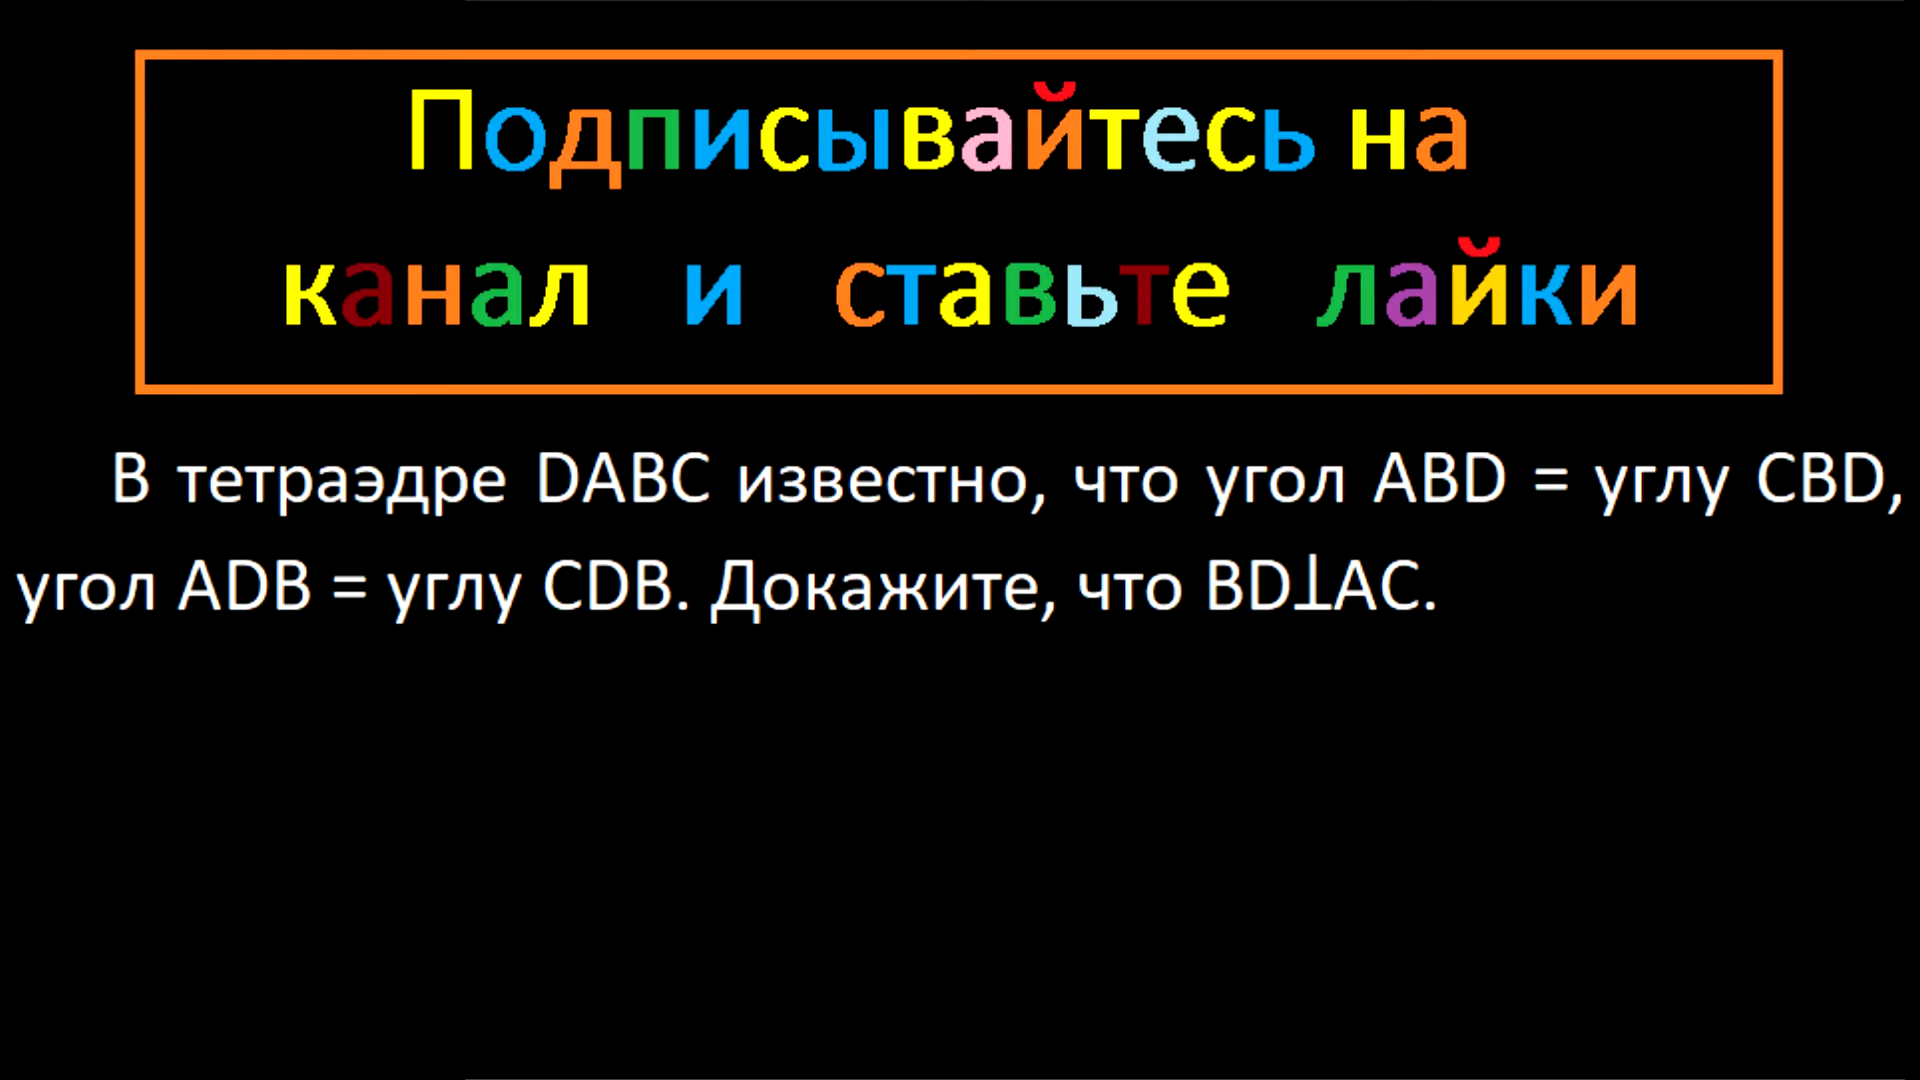 Подписывайтесь на
канал и ставьте лайки
В тетраэдре DABC известно, что угол ABD = углу CBD,
угол ADB = углу CDB. Докажите, что BD⊥AC.